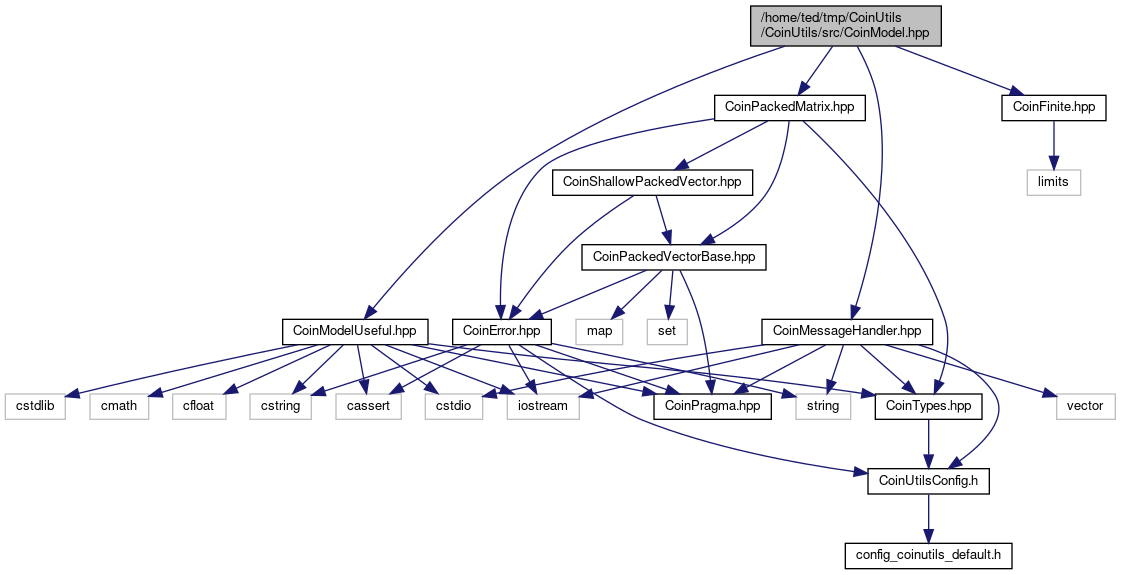 /home/ted/tmp/CoinUtils
/CoinUtils/src/CoinModel.hpp
CoinPackedMatrix.hpp
CoinFinite.hpp
CoinShallowPackedVector.hpp
limits
CoinPackedVectorBase.hpp
CoinModelUseful.hpp
CoinError.hpp
map
set
CoinMessageHandler.hpp
cstdlib
cmath
cfloat
cstring
cassert
cstdio
iostream
CoinPragma.hpp
string
CoinTypes.hpp
vector
CoinUtilsConfig.h
config_coinutils_default.h